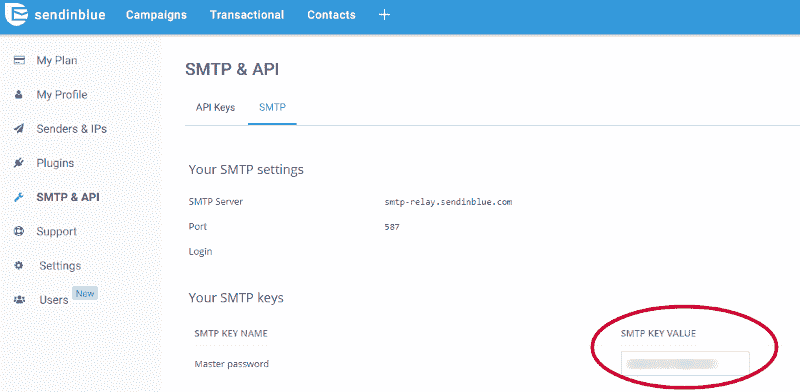 sendinblue Campaigns Transactional Contacts +
My Plan
My Profile
Senders & IPs
Plugins
SMTP & API
Support
Settings
Users New
SMTP & API
API Keys SMTP
Your SMTP settings
SMTP Server smtp-relay.sendinblue.com
Port 587
Login
Your SMTP keys
SMTP KEY NAME SMTP KEY VALUE
Master password